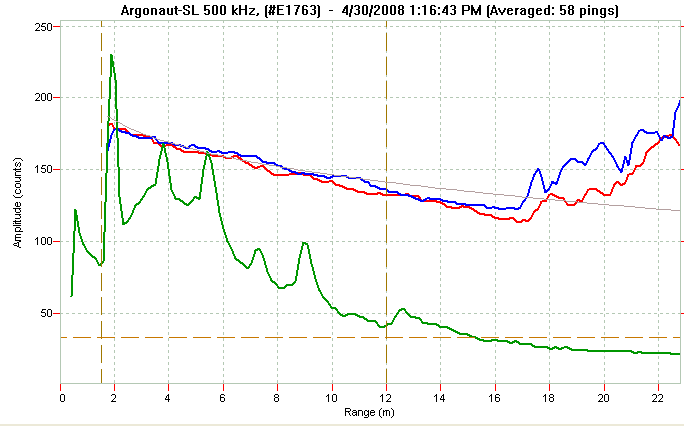 Argonaut-SL 500 kHz, (#E1763) - 4/30/2008 1:16:43 PM (Averaged: 58 pings)
250
200
150
100
50
Amplitude (counts)
0 2 4 6 8 10 12 14 16 18 20 22
Range (m)